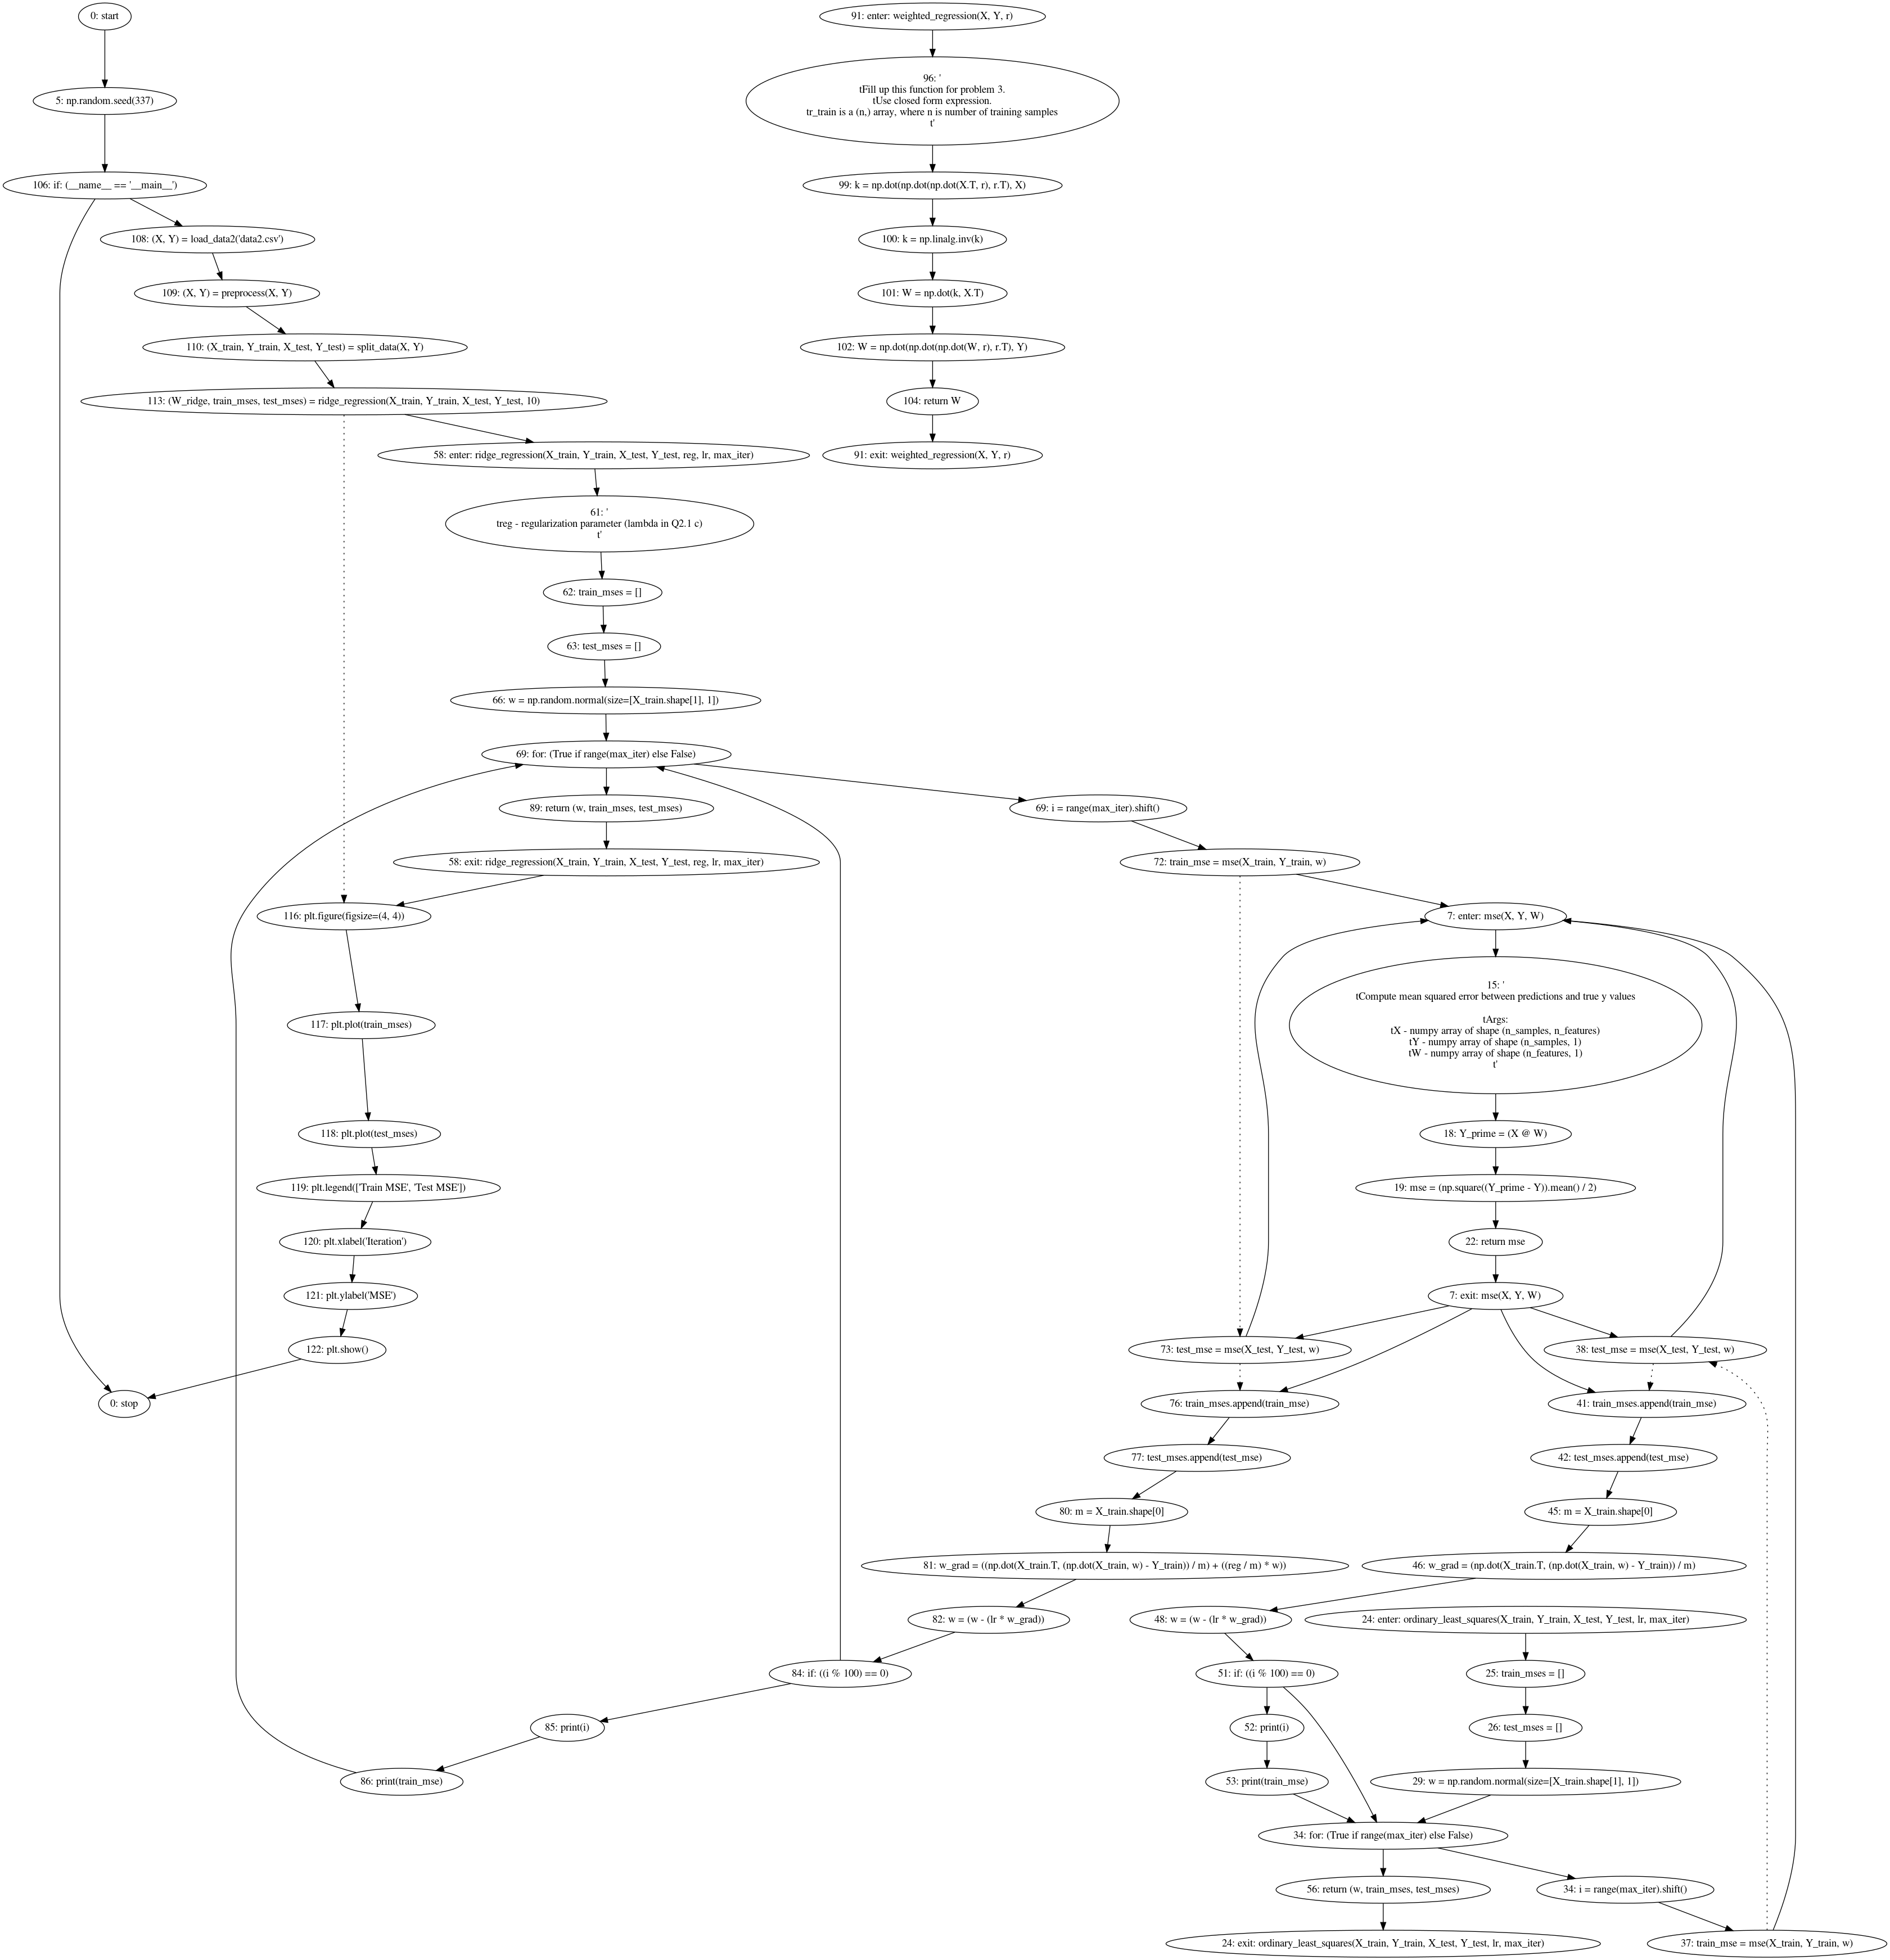 0: start
5: np.random.seed(337)
106: if: (__name__ == '__main__')
108: (X, Y) = load_data2('data2.csv')
109: (X, Y) = preprocess(X, Y)
110: (X_train, Y_train, X_test, Y_test) = split_data(X, Y)
113: (W_ridge, train_mses, test_mses) = ridge_regression(X_train, Y_train, X_test, Y_test, 10)
58: enter: ridge_regression(X_train, Y_train, X_test, Y_test, reg, lr, max_iter)
61: '
treg - regularization parameter (lambda in Q2.1 c)
t'
62: train_mses = []
63: test_mses = []
66: w = np.random.normal(size=[X_train.shape[1], 1])
69: for: (True if range(max_iter) else False)
89: return (w, train_mses, test_mses)
58: exit: ridge_regression(X_train, Y_train, X_test, Y_test, reg, lr, max_iter)
116: plt.figure(figsize=(4, 4))
117: plt.plot(train_mses)
118: plt.plot(test_mses)
119: plt.legend(['Train MSE', 'Test MSE'])
120: plt.xlabel('Iteration')
121: plt.ylabel('MSE')
122: plt.show()
0: stop
91: enter: weighted_regression(X, Y, r)
96: '
tFill up this function for problem 3.
tUse closed form expression.
tr_train is a (n,) array, where n is number of training samples
t'
99: k = np.dot(np.dot(np.dot(X.T, r), r.T), X)
100: k = np.linalg.inv(k)
101: W = np.dot(k, X.T)
102: W = np.dot(np.dot(np.dot(W, r), r.T), Y)
104: return W
91: exit: weighted_regression(X, Y, r)
69: i = range(max_iter).shift()
72: train_mse = mse(X_train, Y_train, w)
7: enter: mse(X, Y, W)
15: '
tCompute mean squared error between predictions and true y values
tArgs:
tX - numpy array of shape (n_samples, n_features)
tY - numpy array of shape (n_samples, 1)
tW - numpy array of shape (n_features, 1)
t'
18: Y_prime = (X @ W)
19: mse = (np.square((Y_prime - Y)).mean() / 2)
22: return mse
7: exit: mse(X, Y, W)
73: test_mse = mse(X_test, Y_test, w)
38: test_mse = mse(X_test, Y_test, w)
76: train_mses.append(train_mse)
41: train_mses.append(train_mse)
77: test_mses.append(test_mse)
42: test_mses.append(test_mse)
80: m = X_train.shape[0]
45: m = X_train.shape[0]
81: w_grad = ((np.dot(X_train.T, (np.dot(X_train, w) - Y_train)) / m) + ((reg / m) * w))
46: w_grad = (np.dot(X_train.T, (np.dot(X_train, w) - Y_train)) / m)
82: w = (w - (lr * w_grad))
48: w = (w - (lr * w_grad))
24: enter: ordinary_least_squares(X_train, Y_train, X_test, Y_test, lr, max_iter)
84: if: ((i % 100) == 0)
51: if: ((i % 100) == 0)
25: train_mses = []
85: print(i)
52: print(i)
26: test_mses = []
86: print(train_mse)
53: print(train_mse)
29: w = np.random.normal(size=[X_train.shape[1], 1])
34: for: (True if range(max_iter) else False)
56: return (w, train_mses, test_mses)
34: i = range(max_iter).shift()
24: exit: ordinary_least_squares(X_train, Y_train, X_test, Y_test, lr, max_iter)
37: train_mse = mse(X_train, Y_train, w)